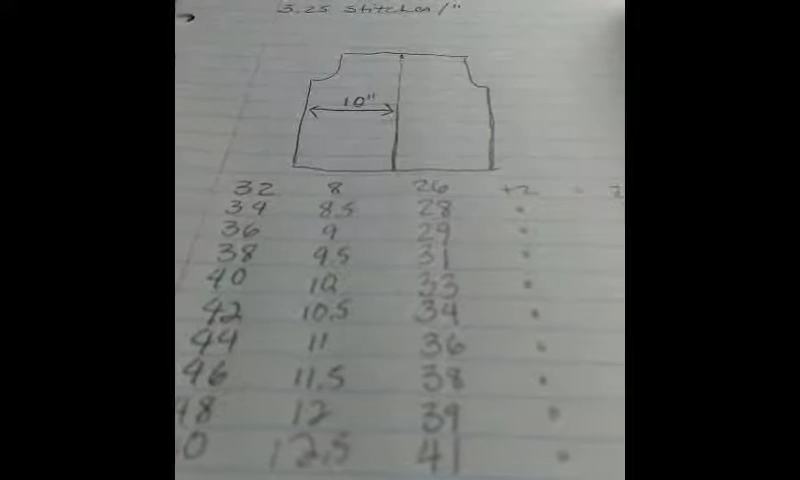 3.25 stitches/"
10"
32 8 26 +2 =
34 8.5 28 "
36 9 29 "
38 9.5 31 "
40 10 33 "
42 10.5 34 "
44 11 36 "
46 11.5 38 "
48 12 39 "
0 12.5 41 "